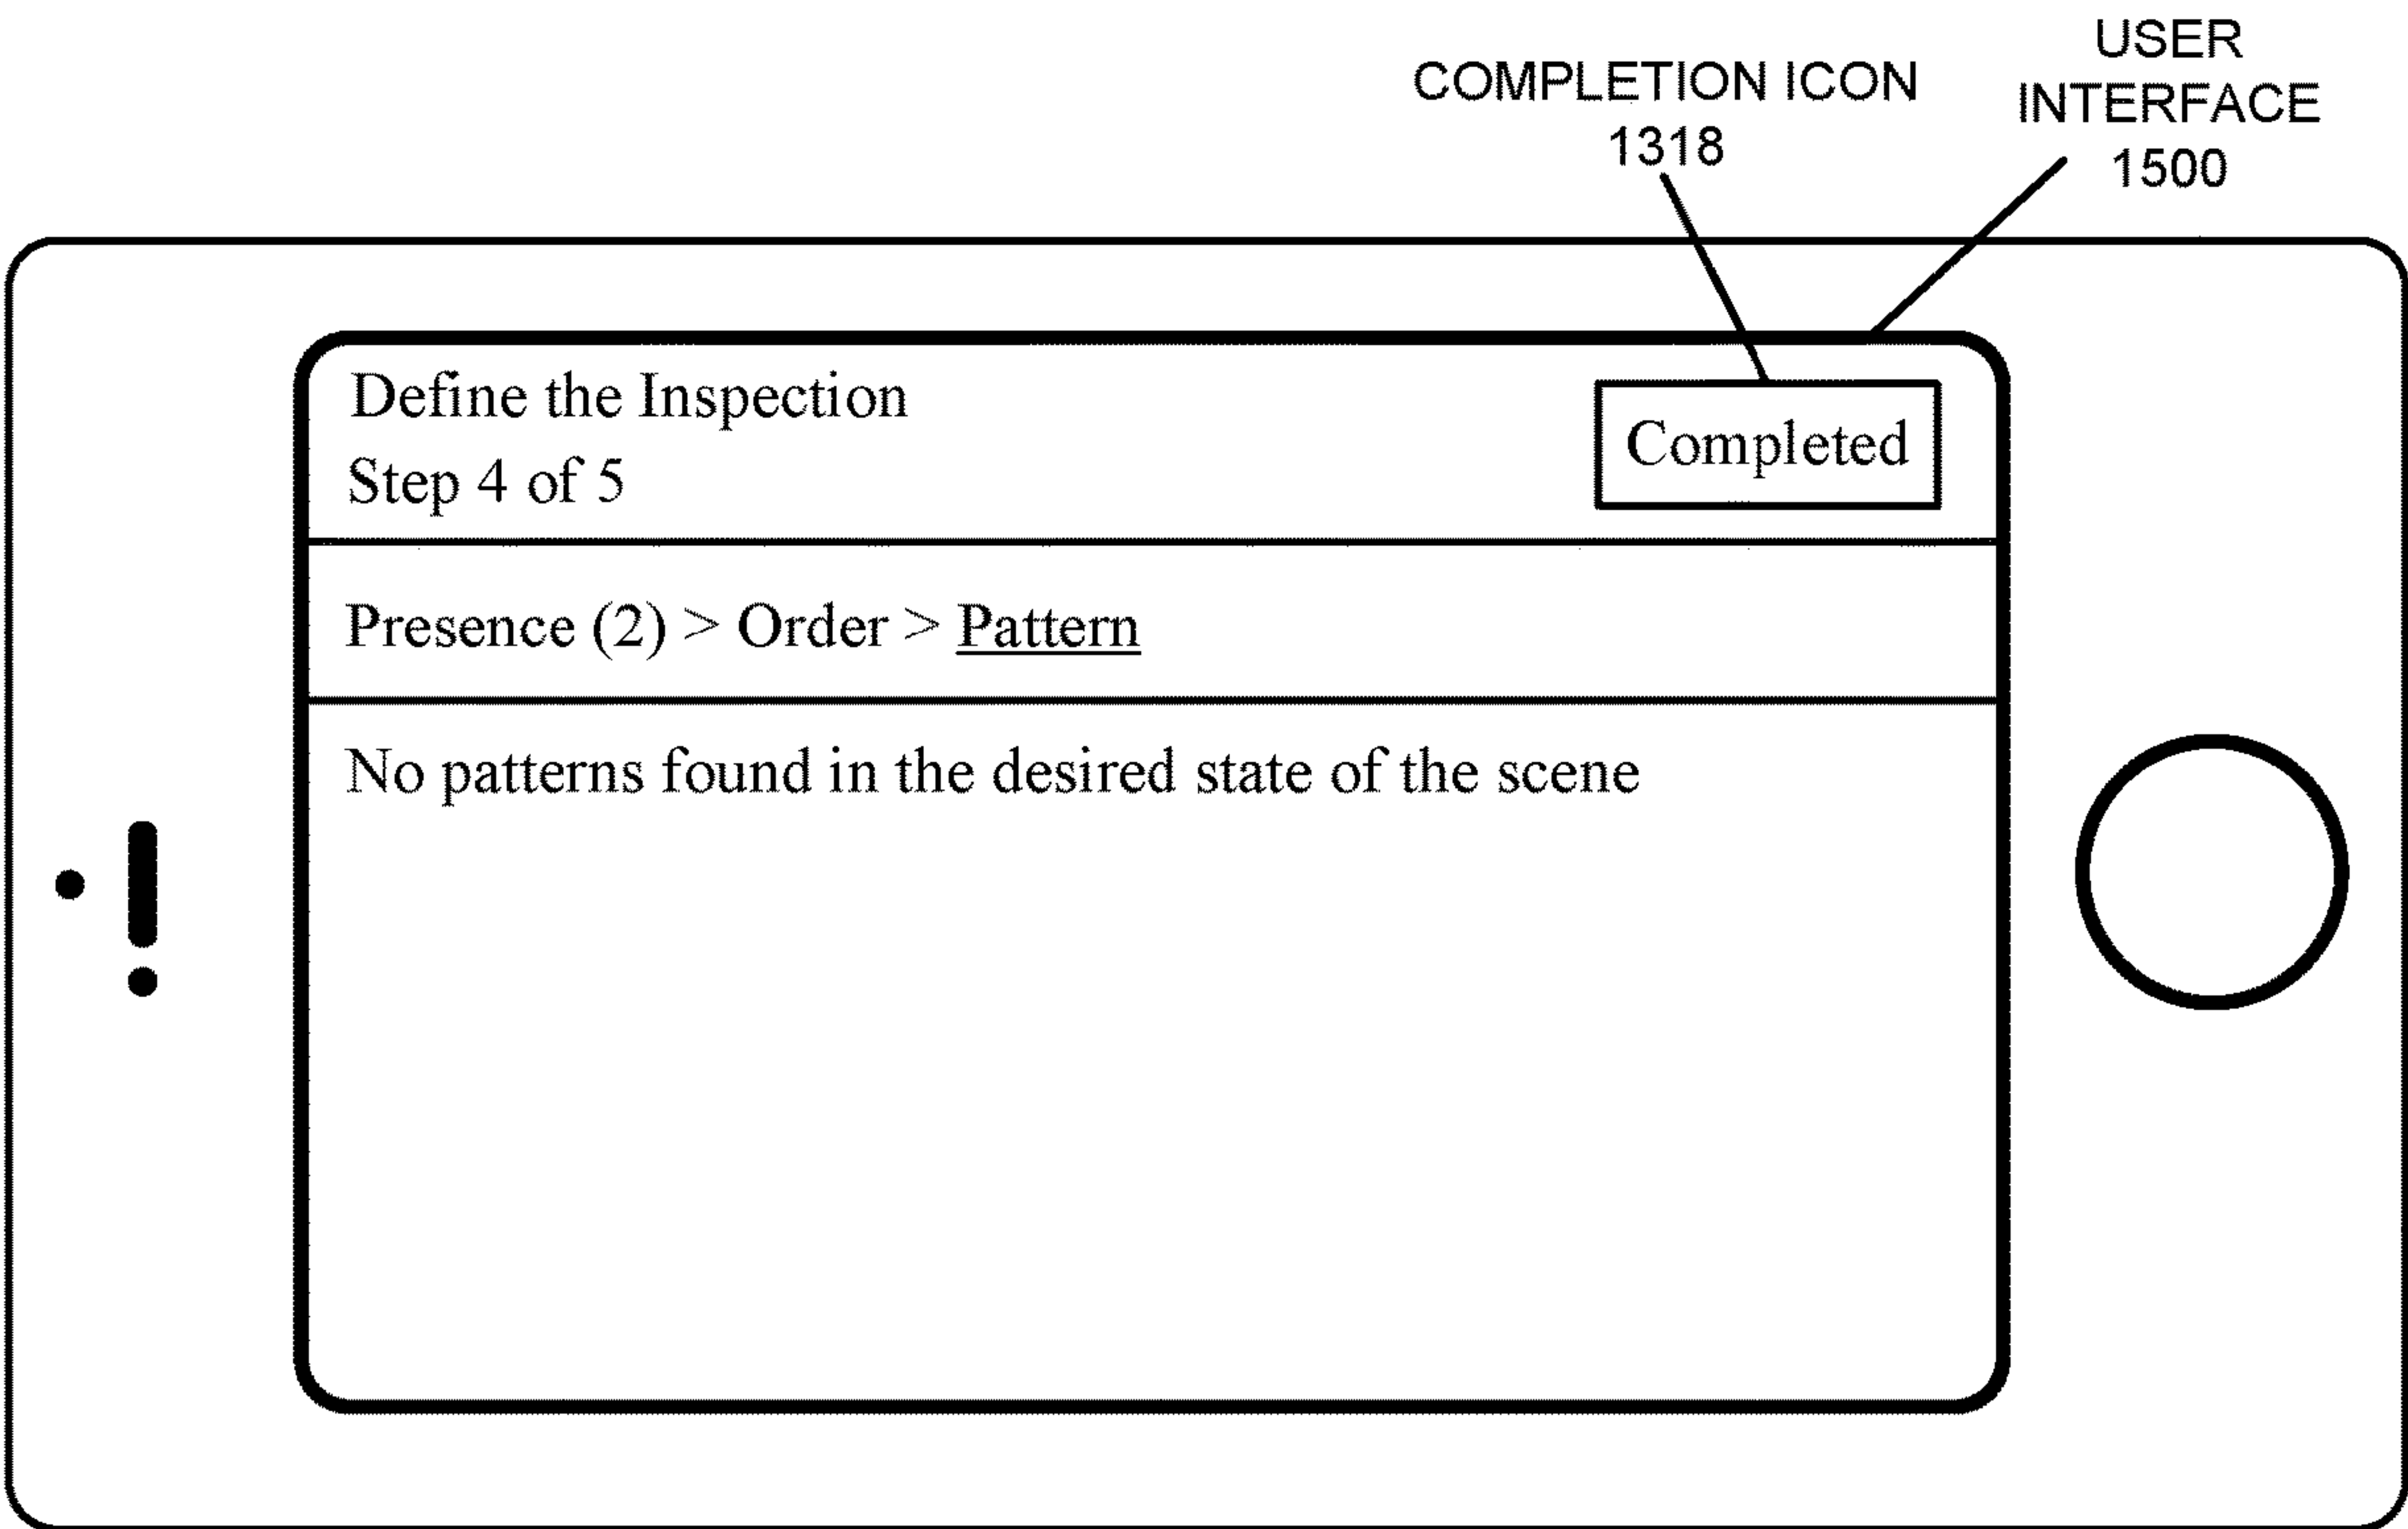 COMPLETION ICON
1318
USER
INTERFACE
1500
Define the Inspection
Step 4 of 5
Completed
Presence (2) > Order > Pattern
No patterns found in the desired state of the scene